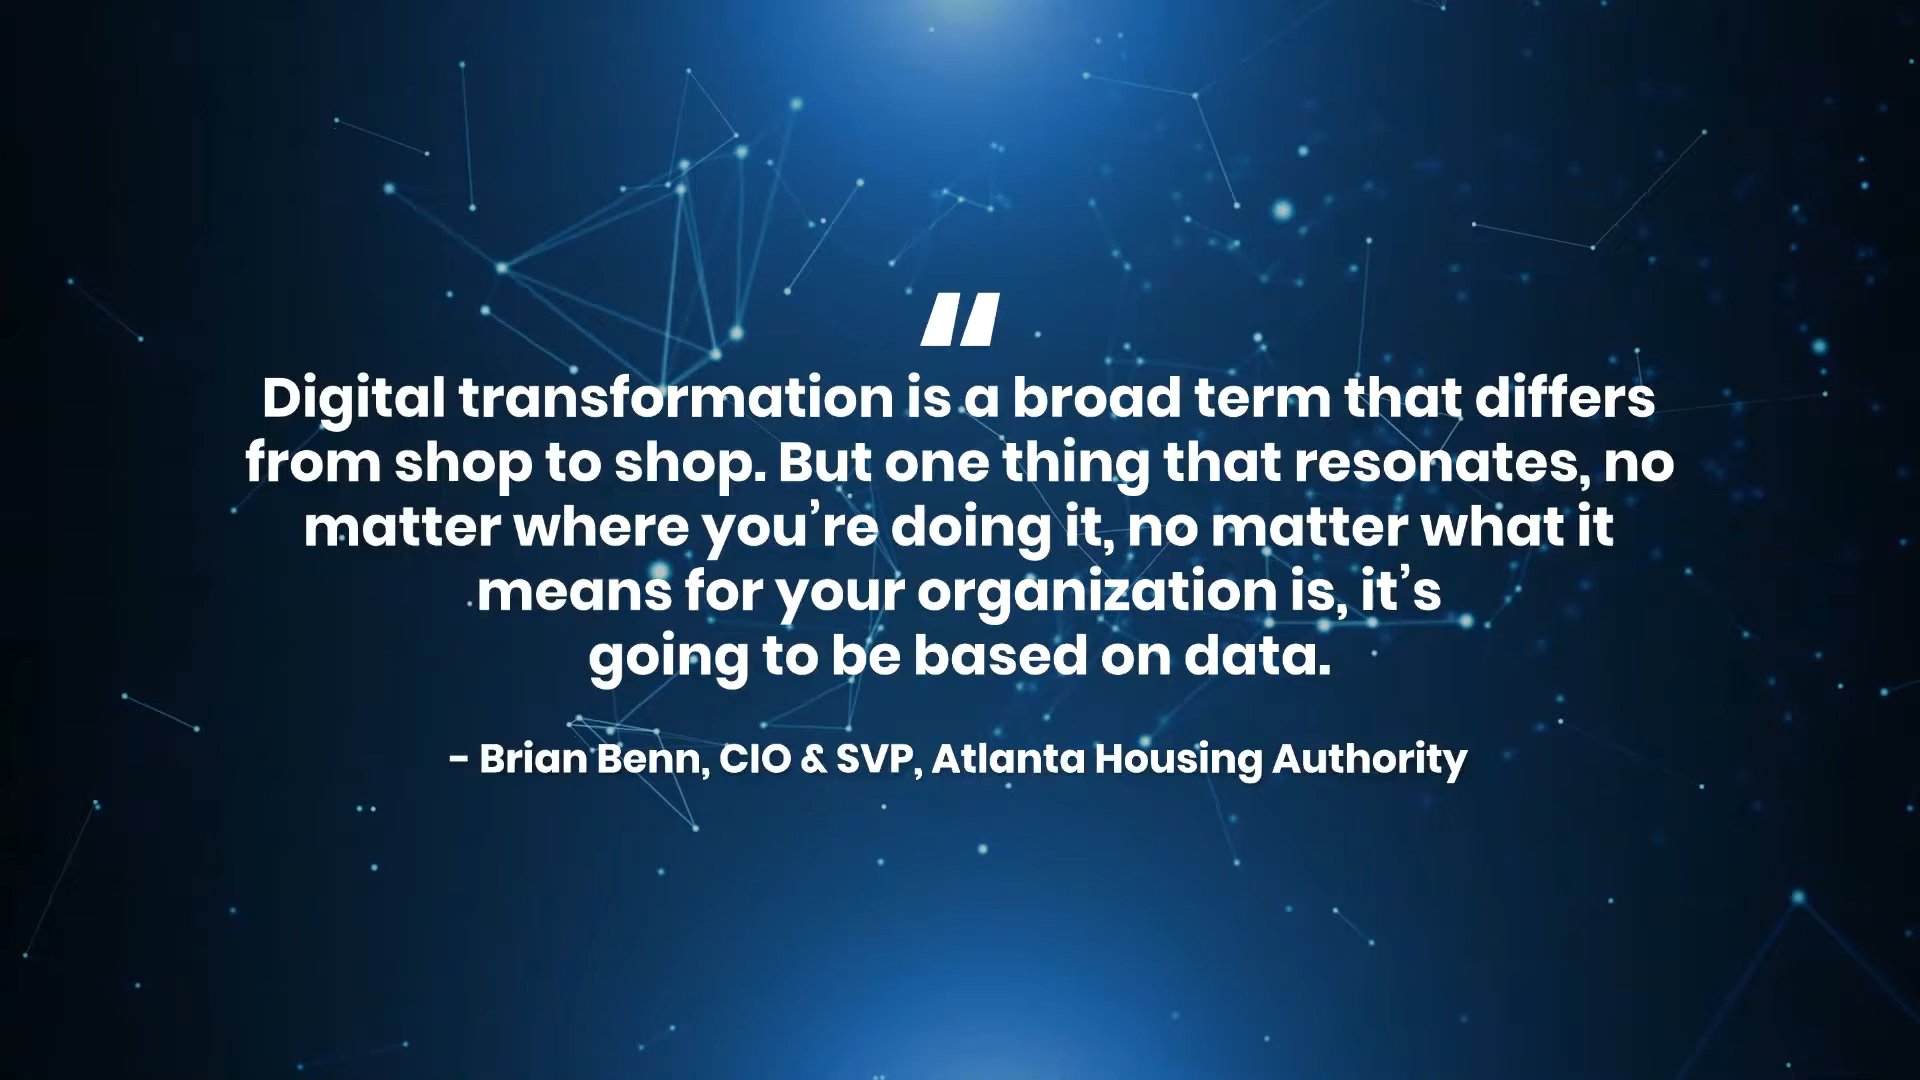 "
Digital transformation is a broad term that differs
from shop to shop. But one thing that resonates, no
matter where you’re doing it, no matter what it
means for your organization is, it’s
going to be based on data.
– Brian Benn, CIO & SVP, Atlanta Housing Authority